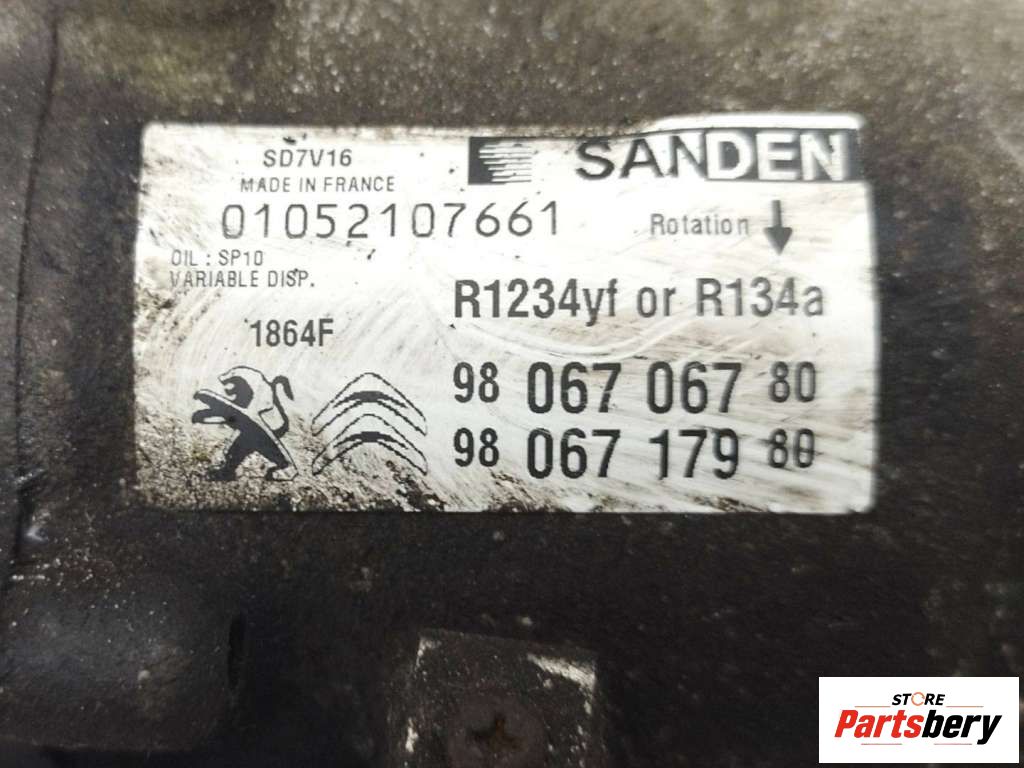 SD7V16
SANDEN
MADE IN FRANCE
01052107661
Rotation
OIL : SP10
VARIABLE DISP.
R1234yf or R134a
1864F
98 067 067 80
98 067 179 80
STORE
Partsbery